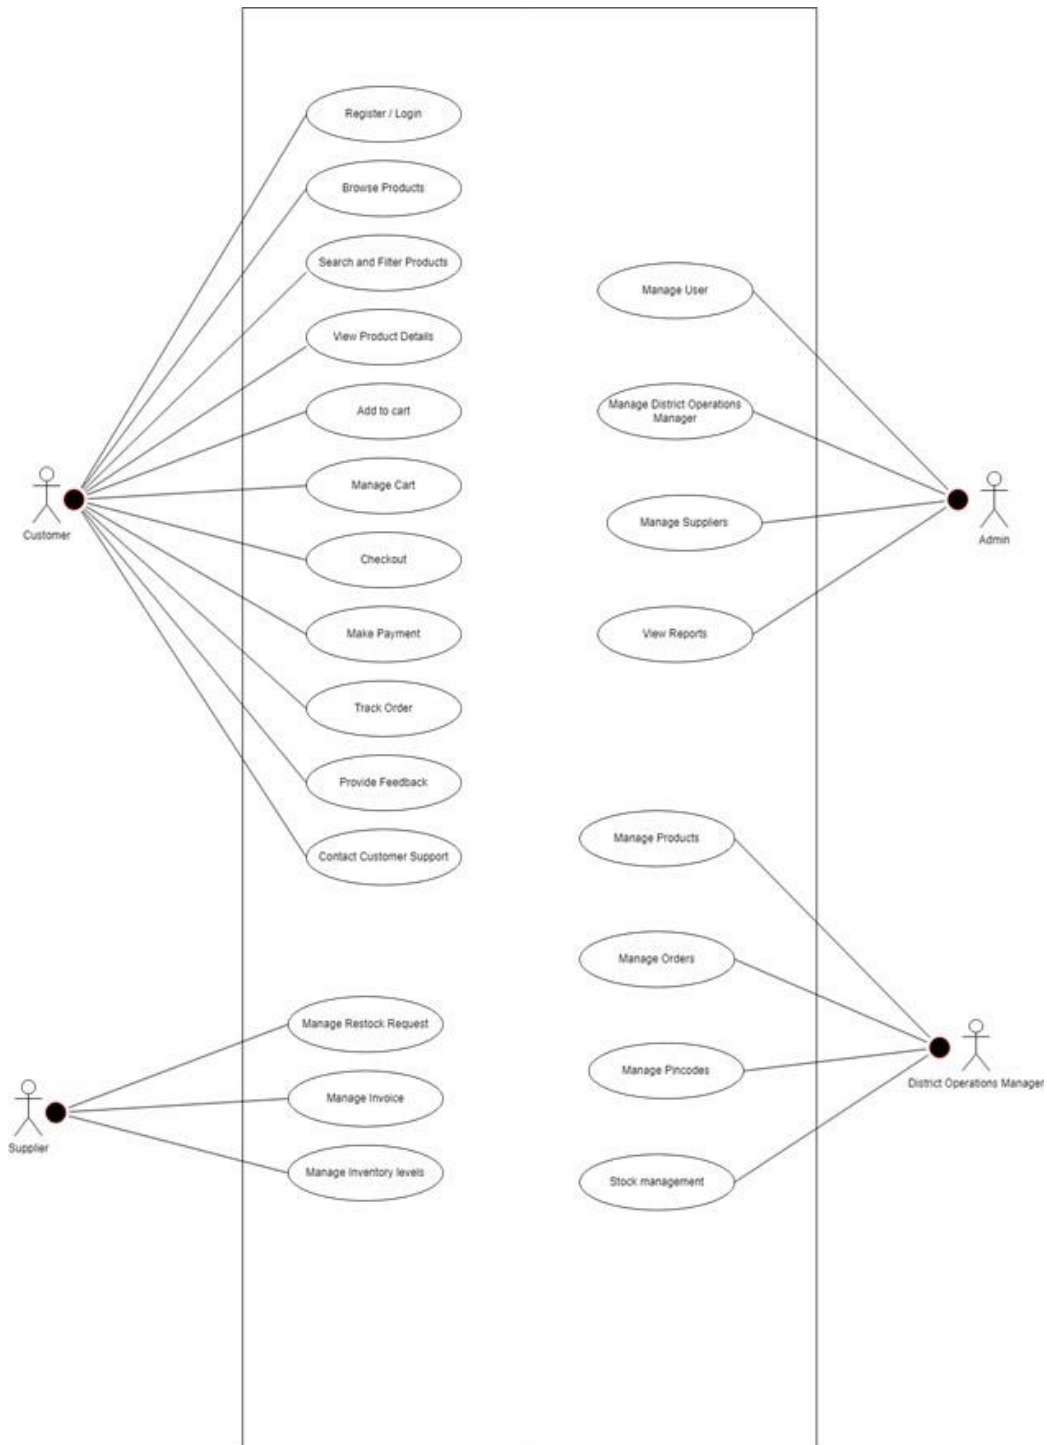 Register / Login
Browse Products
Search and Filter Products
View Product Details
Add to cart
Manage Cart
Checkout
Make Payment
Track Order
Provide Feedback
Contact Customer Support
Customer
Manage User
Manage District Operations
Manager
Manage Suppliers
View Reports
Admin
Manage Restock Request
Manage Invoice
Manage Inventory levels
Supplier
Manage Products
Manage Orders
Manage Pincodes
Stock management
District Operations Manager